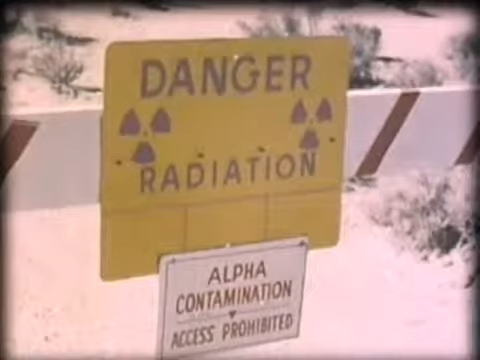 DANGER
RADIATION
ALPHA
CONTAMINATION
ACCESS PROHIBITED